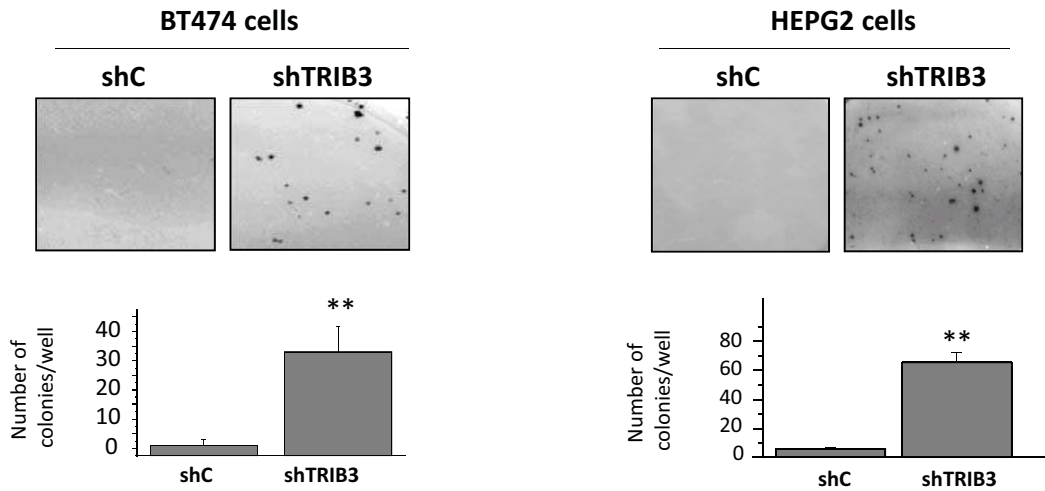 BT474 cells
shC shTRIB3
Number of
colonies/well
40
30
20
10
0
**
shC shTRIB3
HEPG2 cells
shC shTRIB3
Number of
colonies/well
80
60
40
20
0
**
shC shTRIB3